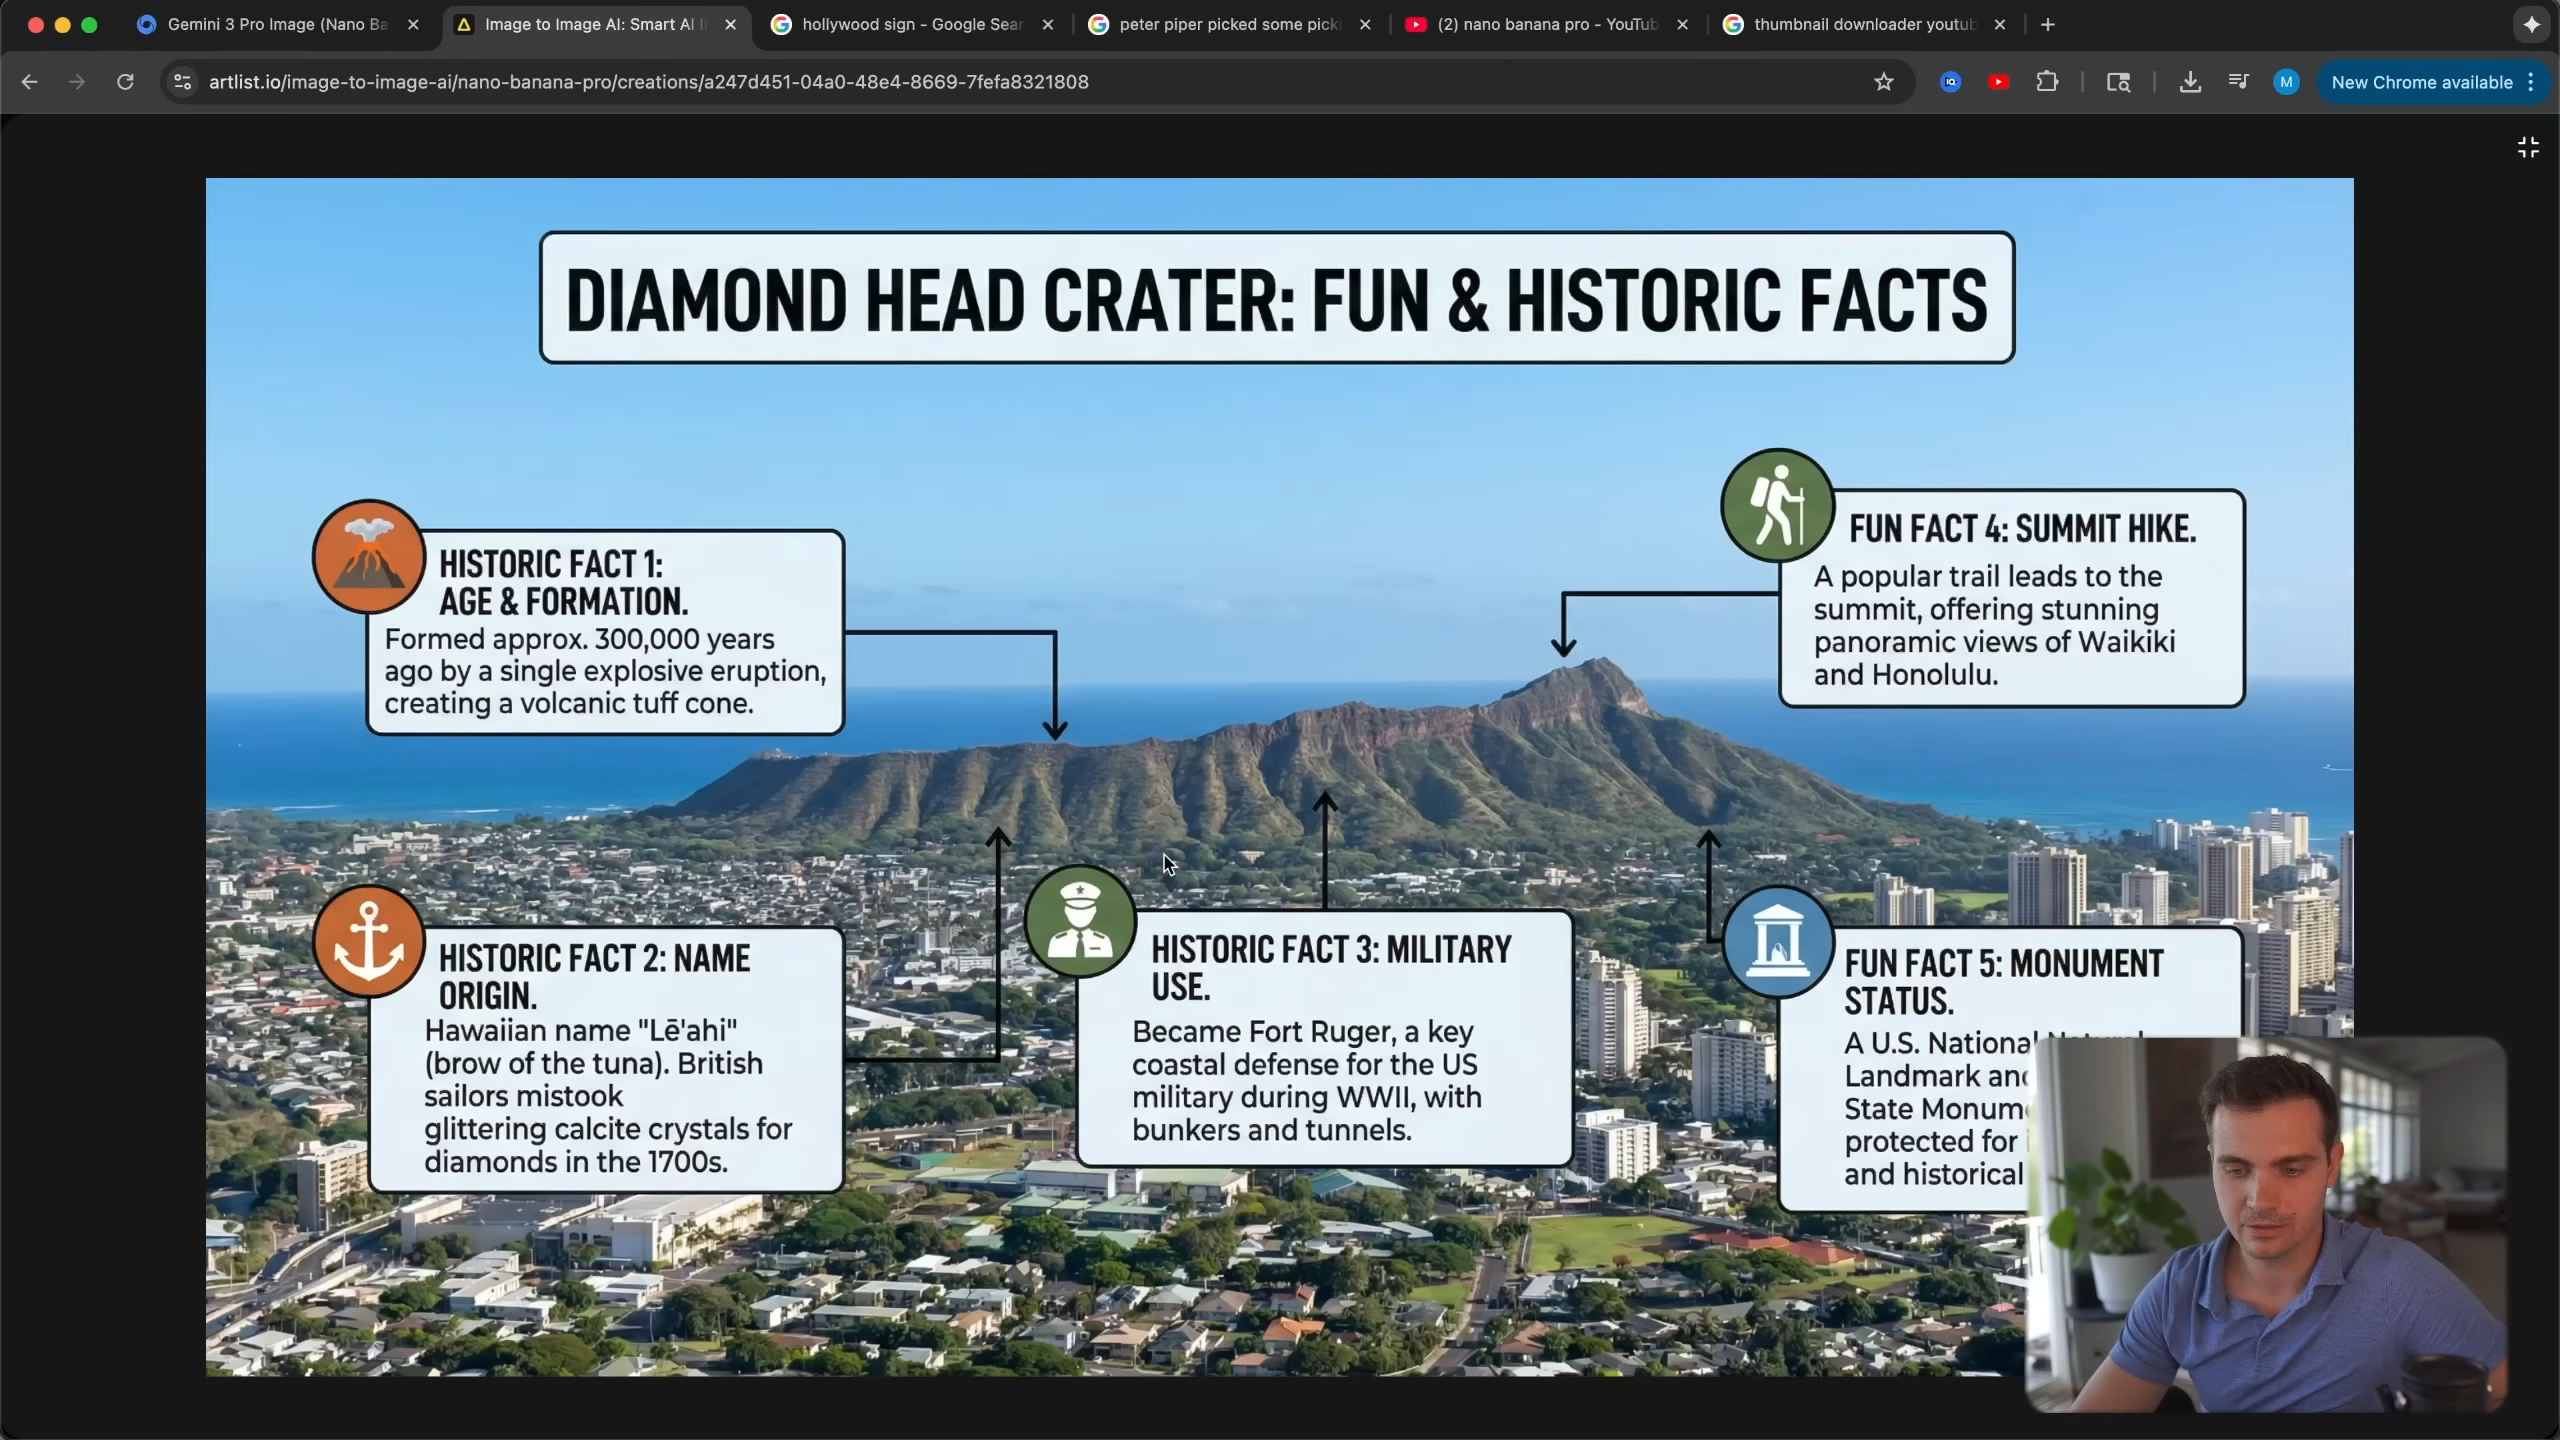 Gemini 3 Pro Image (Nano Ba
Image to Image AI: Smart AI I
hollywood sign - Google Sear
peter piper picked some pick
(2) nano banana pro - YouTub
thumbnail downloader youtub
artlist.io/image-to-image-ai/nano-banana-pro/creations/a247d451-04a0-48e4-8669-7fefa8321808
M
New Chrome available
DIAMOND HEAD CRATER: FUN & HISTORIC FACTS
HISTORIC FACT 1:
AGE & FORMATION.
Formed approx. 300,000 years
ago by a single explosive eruption,
creating a volcanic tuff cone.
FUN FACT 4: SUMMIT HIKE.
A popular trail leads to the
summit, offering stunning
panoramic views of Waikiki
and Honolulu.
HISTORIC FACT 2: NAME
ORIGIN.
Hawaiian name "Lē'ahi"
(brow of the tuna). British
sailors mistook
glittering calcite crystals for
diamonds in the 1700s.
HISTORIC FACT 3: MILITARY
USE.
Became Fort Ruger, a key
coastal defense for the US
military during WWII, with
bunkers and tunnels.
FUN FACT 5: MONUMENT
STATUS.
A U.S. National Natural
Landmark and
State Monum
protected for
and historical